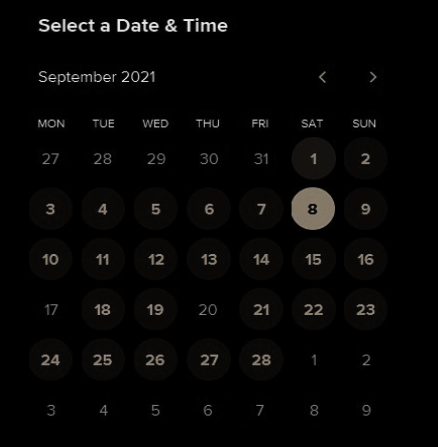 Select a Date & Time
September 2021
MON TUE WED THU FRI SAT SUN
27 28 29 30 31 1 2
3 4 5 6 7 8 9
10 11 12 13 14 15 16
17 18 19 20 21 22 23
24 25 26 27 28 1 2
3 4 5 6 7 8 9